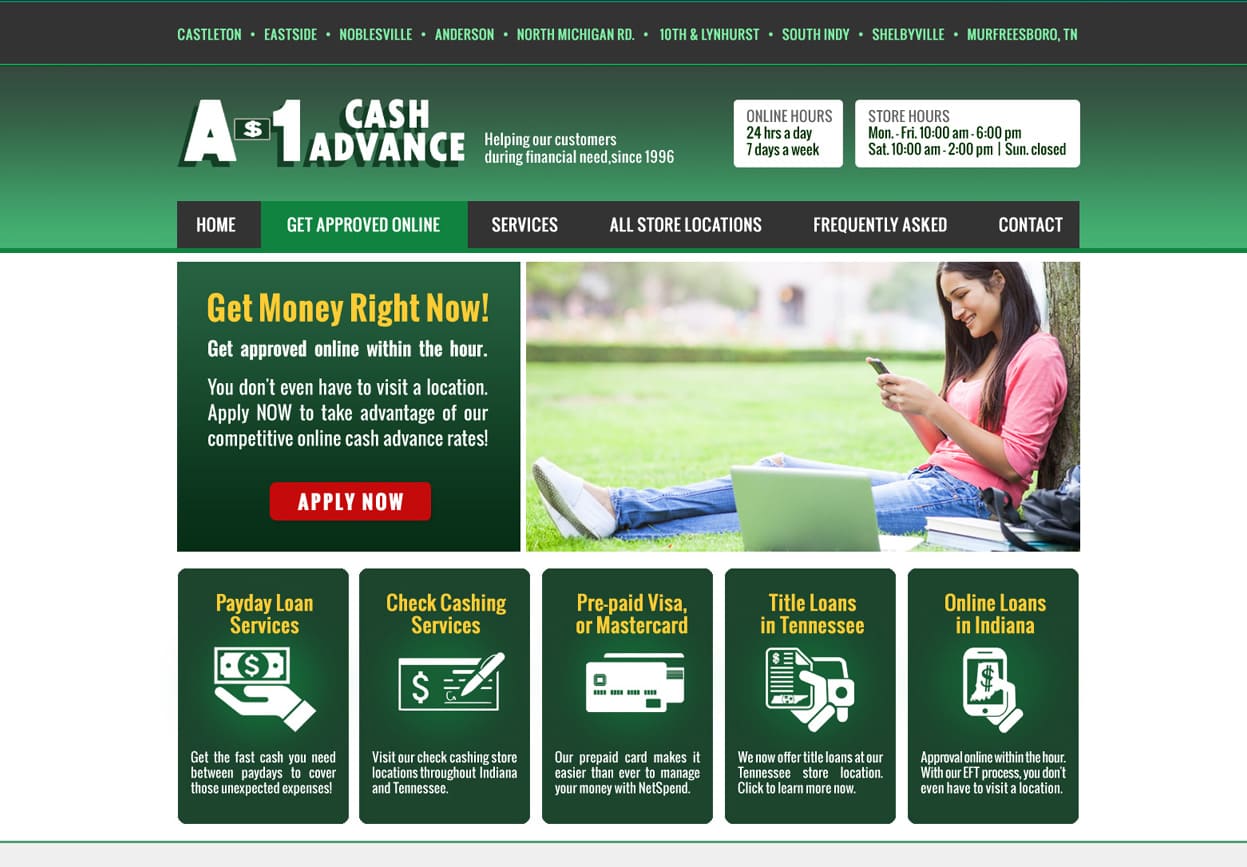 CASTLETON • EASTSIDE • NOBLESVILLE • ANDERSON • NORTH MICHIGAN RD. • 10TH & LYNHURST • SOUTH INDY • SHELBYVILLE • MURFREESBORO, TN
A $ 1 CASH
ADVANCE
Helping our customers
during financial need,since 1996
ONLINE HOURS
24 hrs a day
7 days a week
STORE HOURS
Mon. - Fri. 10:00 am - 6:00 pm
Sat. 10:00 am - 2:00 pm | Sun. closed
HOME GET APPROVED ONLINE SERVICES ALL STORE LOCATIONS FREQUENTLY ASKED CONTACT
Get Money Right Now!
Get approved online within the hour.
You don't even have to visit a location.
Apply NOW to take advantage of our
competitive online cash advance rates!
APPLY NOW
Payday Loan
Services
$
Get the fast cash you need
between paydays to cover
those unexpected expenses!
Check Cashing
Services
$
Visit our check cashing store
locations throughout Indiana
and Tennessee.
Pre-paid Visa,
or Mastercard
Our prepaid card makes it
easier than ever to manage
your money with NetSpend.
Title Loans
in Tennessee
$
We now offer title loans at our
Tennessee store location.
Click to learn more now.
Online Loans
in Indiana
$
Approval online within the hour.
With our EFT process, you don't
even have to visit a location.